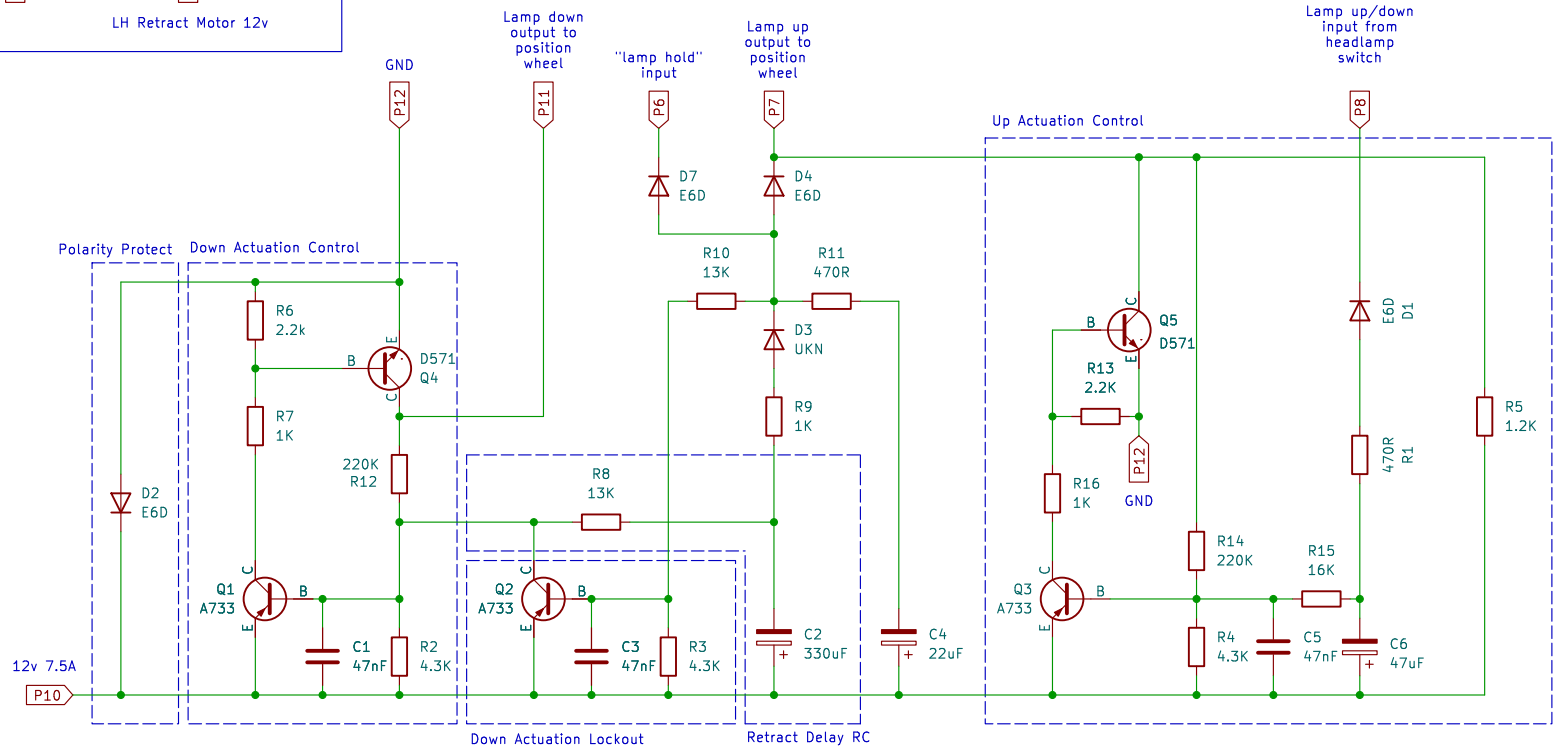 LH Retract Motor 12v
Lamp down
output to
position
wheel
Lamp up
output to
position
wheel
Lamp up/down
input from
headlamp
switch
"lamp hold"
input
GND
P12
P11
P6
P7
P8
Up Actuation Control
D7
E6D
D4
E6D
Polarity Protect
Down Actuation Control
R10
13K
R11
470R
R6
2.2k
E
B
C
D571
Q4
D3
UKN
C
B
E
Q5
D571
E6D
D1
R13
2.2K
R7
1K
R9
1K
R5
1.2K
220K
R12
R8
13K
470R
R1
P12
GND
R16
1K
D2
E6D
R14
220K
R15
16K
Q1
A733
C
B
E
Q2
A733
C
B
E
Q3
A733
C
B
E
C1
47nF
R2
4.3K
C3
47nF
R3
4.3K
C2
330uF
C4
22uF
R4
4.3K
C5
47nF
C6
47uF
+
+
+
12v 7.5A
P10
Down Actuation Lockout
Retract Delay RC